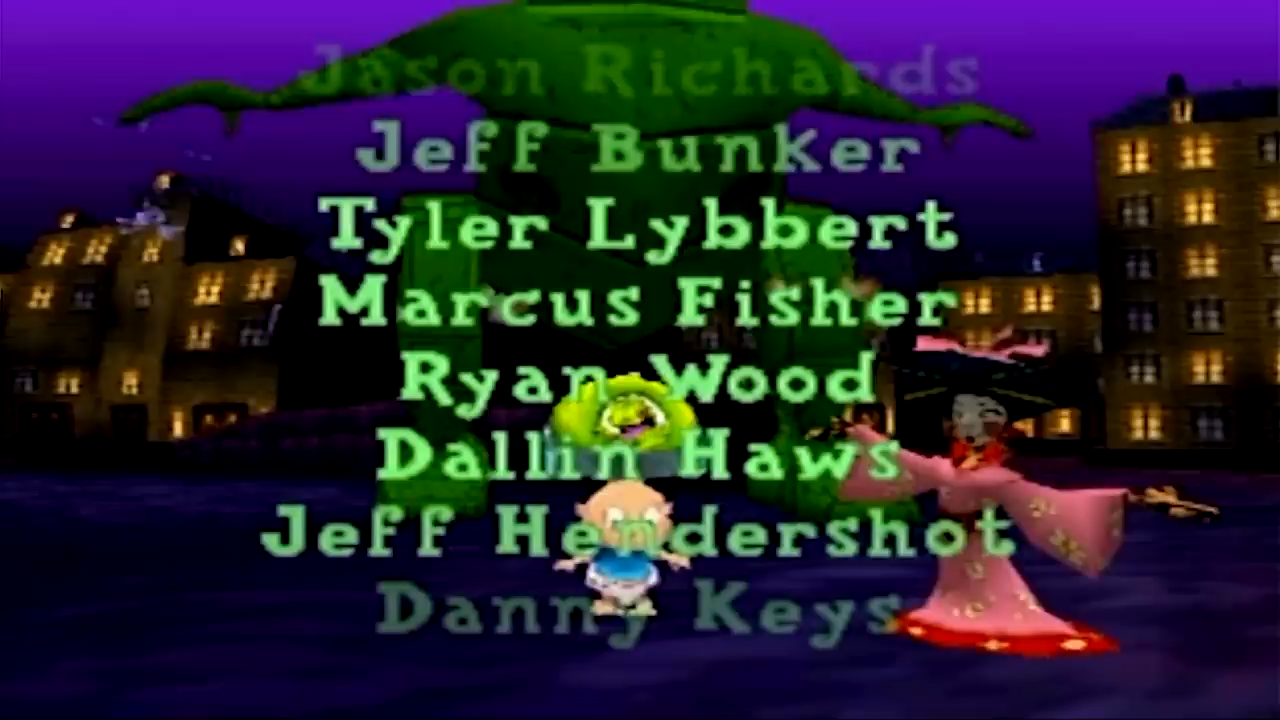 Jason Richards
Jeff Bunker
Tyler Lybbert
Marcus Fisher
Ryan Wood
Dallin Haws
Jeff Hendershot
Danny Keys